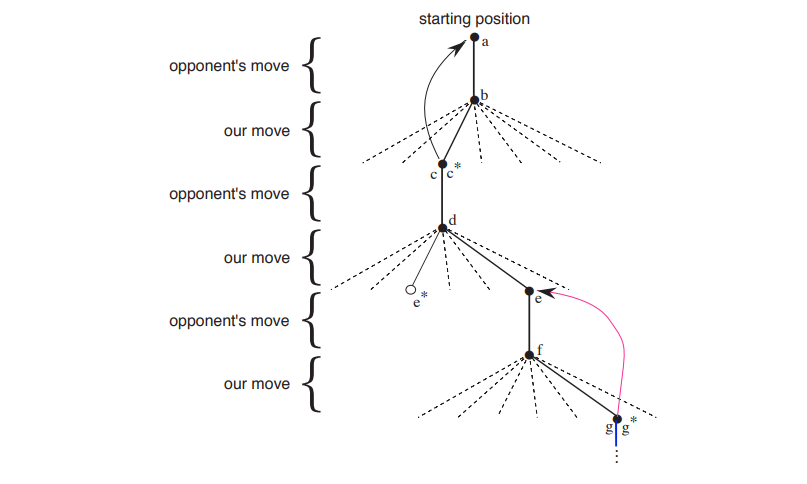 starting position
a
opponent's move
b
our move
c c*
opponent's move
d
our move
e*
e
opponent's move
f
our move
g g*